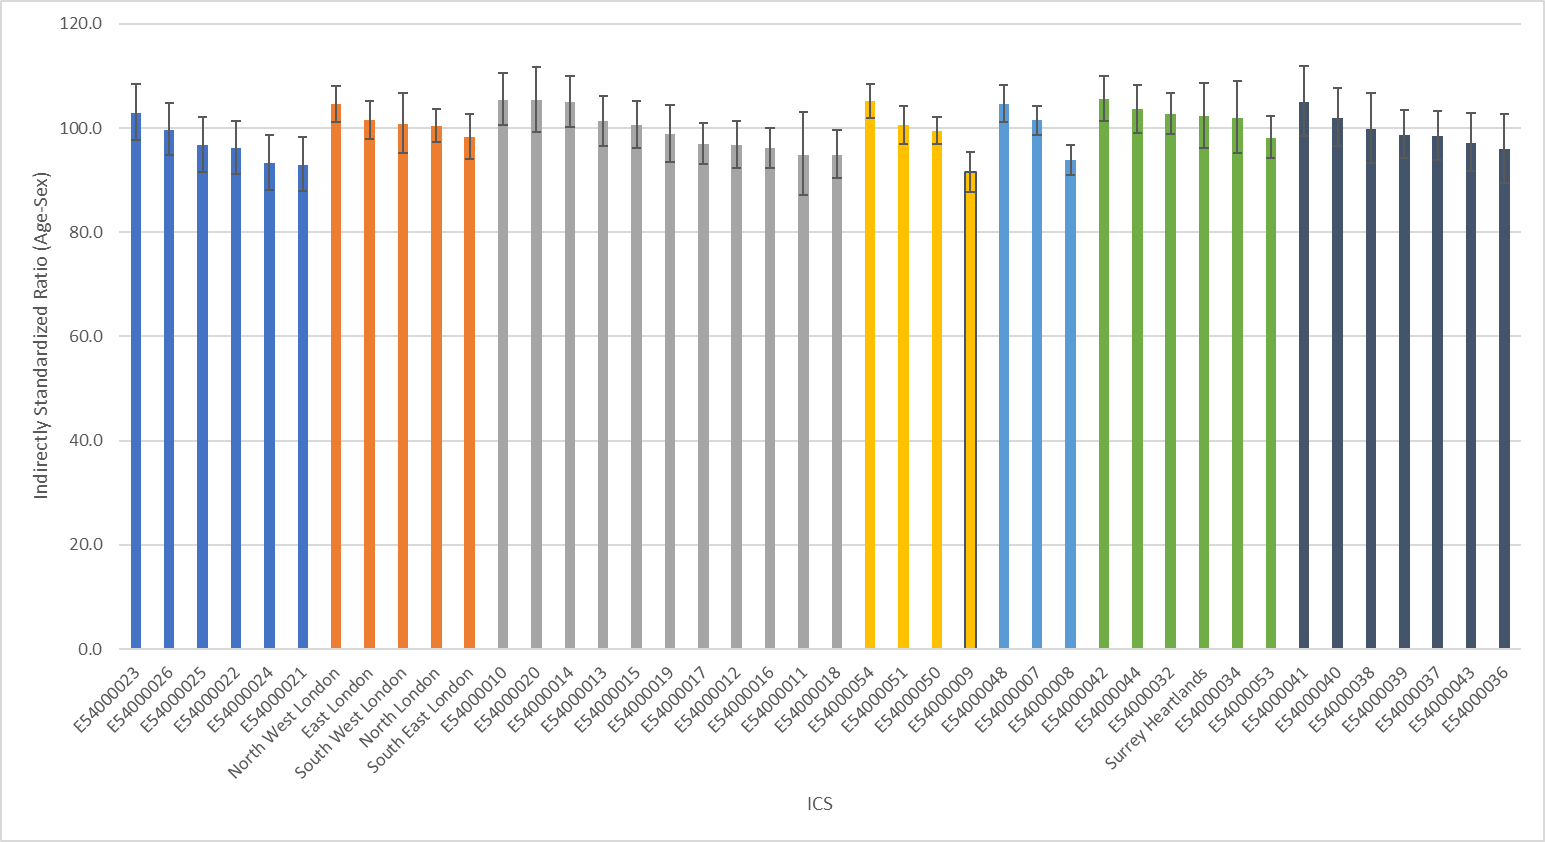 120.0
100.0
80.0
60.0
40.0
20.0
0.0
Indirectly Standardized Ratio (Age-Sex)
E54000023
E54000026
E54000025
E54000022
E54000024
E54000021
North West London
East London
South West London
North London
South East London
E54000010
E54000020
E54000014
E54000013
E54000015
E54000019
E54000017
E54000012
E54000016
E54000011
E54000018
E54000054
E54000051
E54000050
E54000009
E54000048
E54000007
E54000008
E54000042
E54000044
E54000032
Surrey Heartlands
E54000034
E54000053
E54000041
E54000040
E54000038
E54000039
E54000037
E54000043
E54000036
ICS